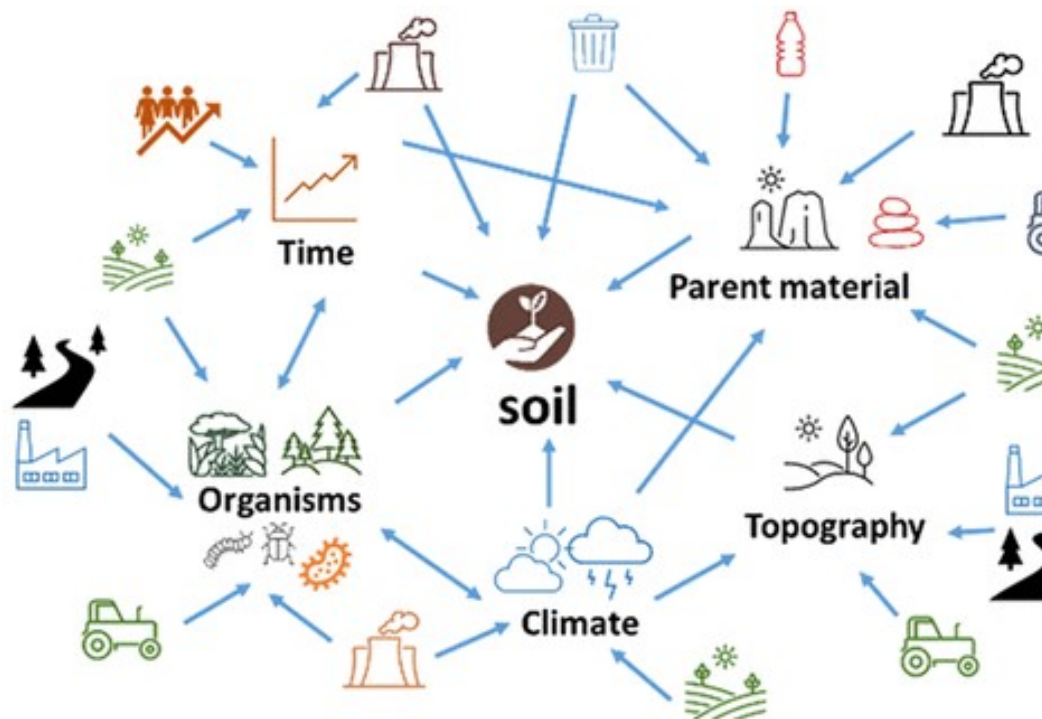 Time
Parent material
soil
Organisms
Topography
Climate